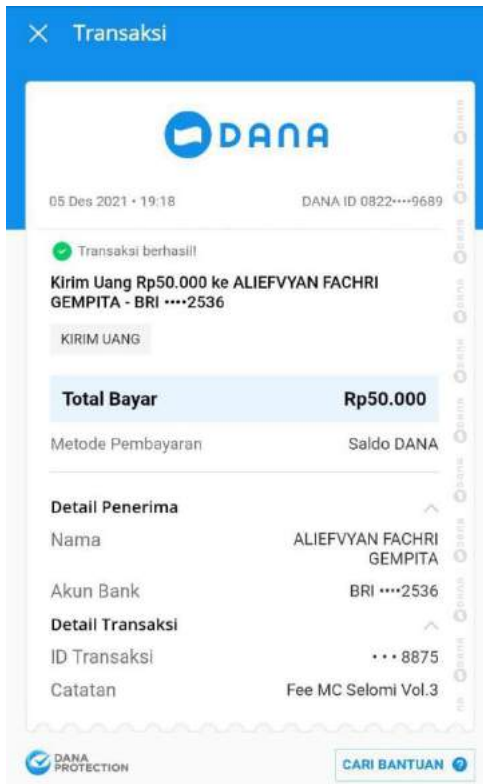 Transaksi
DANA
05 Des 2021 • 19:18
DANA ID 0822••••9689
Transaksi berhasil!
Kirim Uang Rp50.000 ke ALIEFVYAN FACHRI
GEMPITA - BRI ••••2536
KIRIM UANG
Total Bayar Rp50.000
Metode Pembayaran Saldo DANA
Detail Penerima
Nama ALIEFVYAN FACHRI
GEMPITA
Akun Bank BRI ••••2536
Detail Transaksi
ID Transaksi • • • 8875
Catatan Fee MC Selomi Vol.3
DANA
PROTECTION
CARI BANTUAN